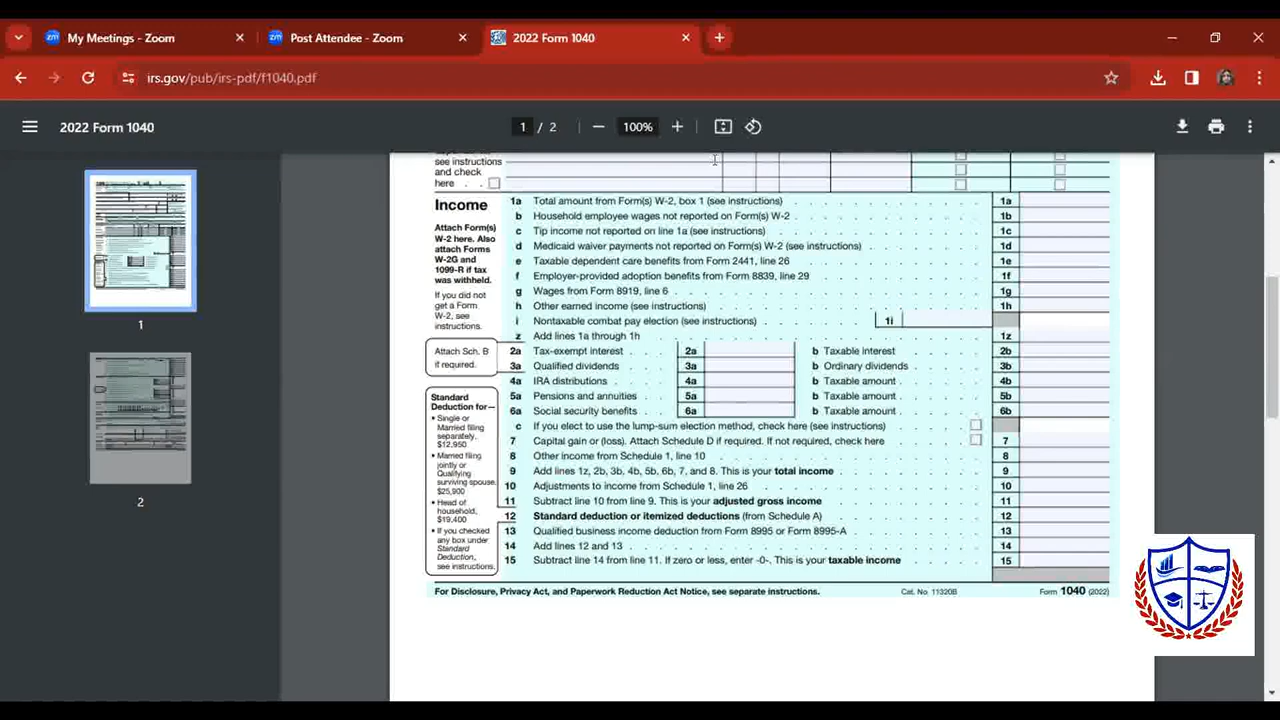 My Meetings - Zoom
Post Attendee - Zoom
2022 Form 1040
irs.gov/pub/irs-pdf/f1040.pdf
2022 Form 1040
1 / 2
100%
1
2
see instructions
and check
here . .
Income
Attach Form(s)
W-2 here. Also
attach Forms
W-2G and
1099-R if tax
was withheld.
If you did not
get a Form
W-2, see
instructions.
Attach Sch. B
if required.
Standard
Deduction for—
• Single or
Married filing
separately,
$12,950
• Married filing
jointly or
Qualifying
surviving spouse,
$25,900
• Head of
household,
$19,400
• If you checked
any box under
Standard
Deduction,
see instructions.
1a Total amount from Form(s) W-2, box 1 (see instructions) 1a
b Household employee wages not reported on Form(s) W-2 1b
c Tip income not reported on line 1a (see instructions) 1c
d Medicaid waiver payments not reported on Form(s) W-2 (see instructions) 1d
e Taxable dependent care benefits from Form 2441, line 26 1e
f Employer-provided adoption benefits from Form 8839, line 29 1f
g Wages from Form 8919, line 6 1g
h Other earned income (see instructions) 1h
i Nontaxable combat pay election (see instructions) 1i
z Add lines 1a through 1h 1z
2a Tax-exempt interest 2a b Taxable interest 2b
3a Qualified dividends 3a b Ordinary dividends 3b
4a IRA distributions 4a b Taxable amount 4b
5a Pensions and annuities 5a b Taxable amount 5b
6a Social security benefits 6a b Taxable amount 6b
c If you elect to use the lump-sum election method, check here (see instructions)
7 Capital gain or (loss). Attach Schedule D if required. If not required, check here 7
8 Other income from Schedule 1, line 10 8
9 Add lines 1z, 2b, 3b, 4b, 5b, 6b, 7, and 8. This is your total income 9
10 Adjustments to income from Schedule 1, line 26 10
11 Subtract line 10 from line 9. This is your adjusted gross income 11
12 Standard deduction or itemized deductions (from Schedule A) 12
13 Qualified business income deduction from Form 8995 or Form 8995-A 13
14 Add lines 12 and 13 14
15 Subtract line 14 from line 11. If zero or less, enter -0-. This is your taxable income 15
For Disclosure, Privacy Act, and Paperwork Reduction Act Notice, see separate instructions. Cat. No. 11320B Form 1040 (2022)